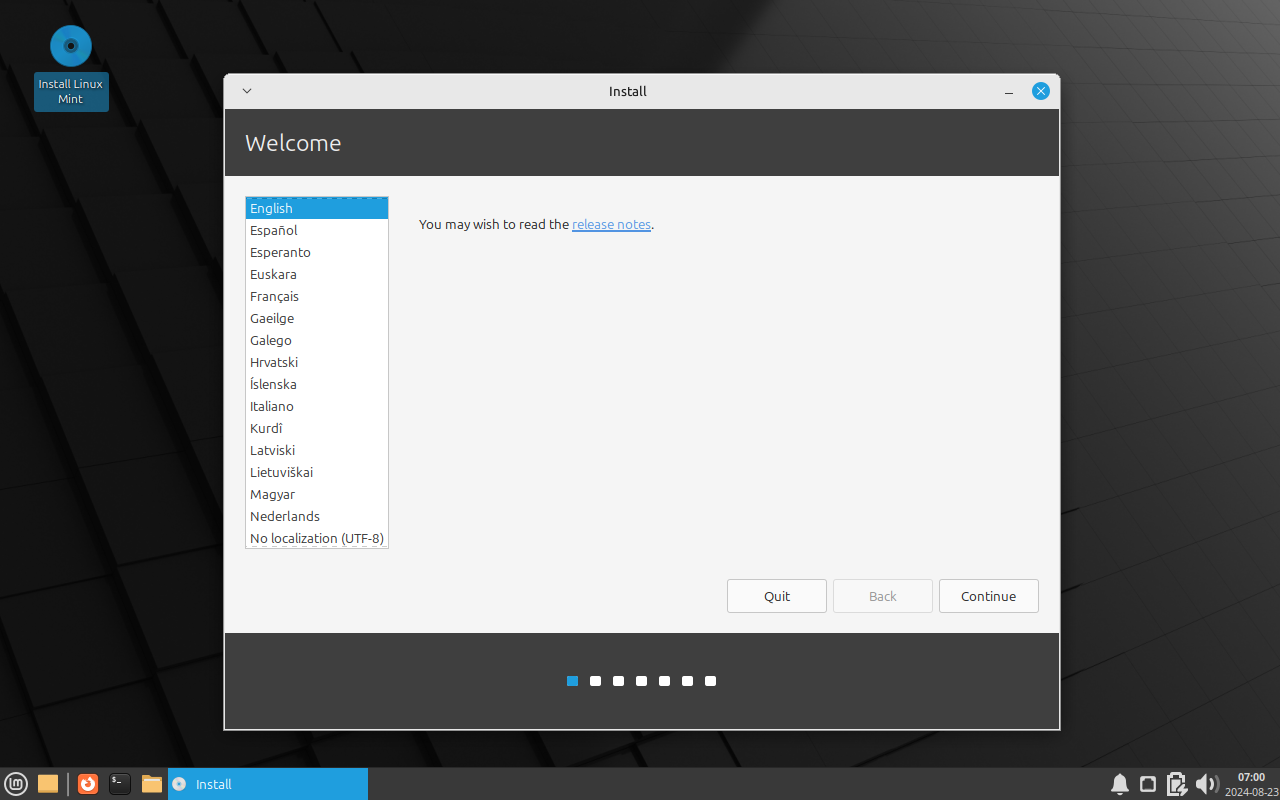 Install Linux
Mint
Install
Welcome
English
Español
Esperanto
Euskara
Français
Gaeilge
Galego
Hrvatski
Íslenska
Italiano
Kurdî
Latviski
Lietuviškai
Magyar
Nederlands
No localization (UTF-8)
You may wish to read the release notes.
Quit
Back
Continue
$_
Install
07:00
2024-08-23